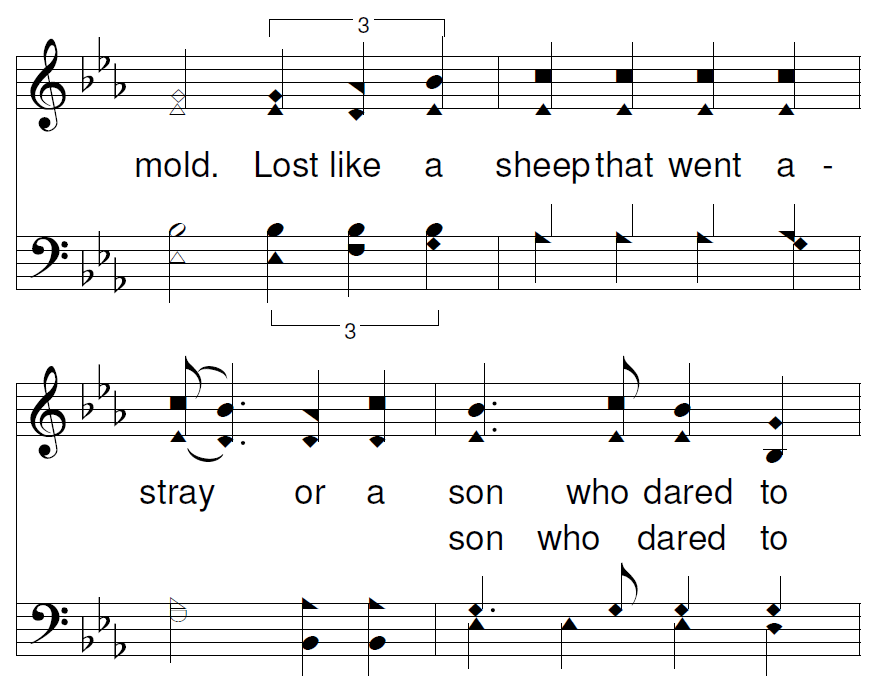 3
mold. Lost like a sheep that went a -
3
stray or a son who dared to
son who dared to